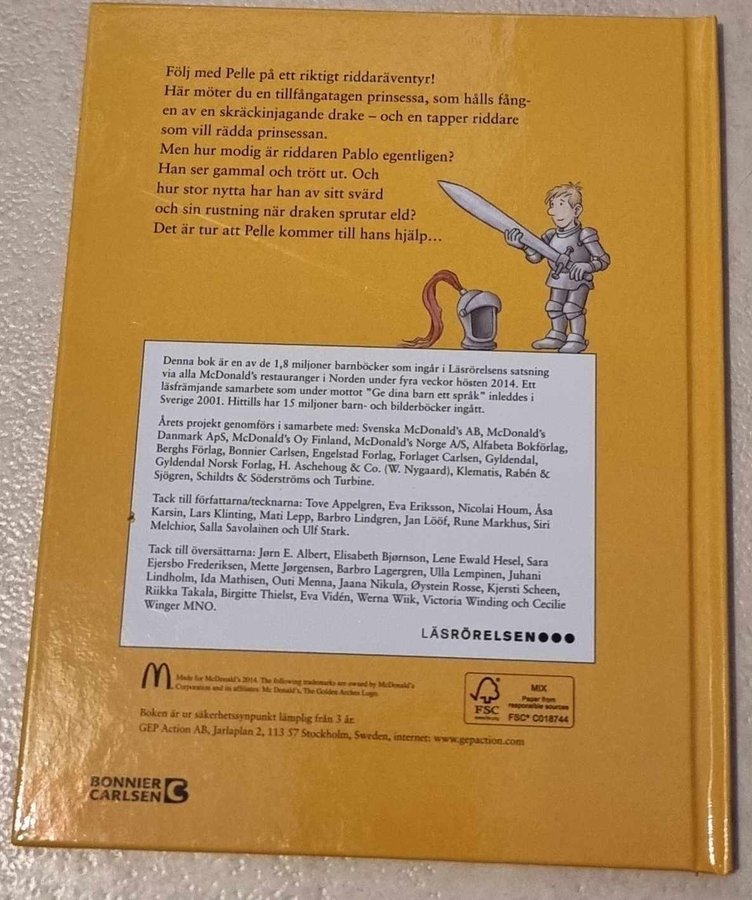 Följ med Pelle på ett riktigt riddaräventyr!
Här möter du en tillfångatagen prinsessa, som hålls fång-
en av en skräckinjagande drake – och en tapper riddare
som vill rädda prinsessan.
Men hur modig är riddaren Pablo egentligen?
Han ser gammal och trött ut. Och
hur stor nytta har han av sitt svärd
och sin rustning när draken sprutar eld?
Det är tur att Pelle kommer till hans hjälp...
Denna bok är en av de 1,8 miljoner barnböcker som ingår i Läsrörelsens satsning
via alla McDonald's restauranger i Norden under fyra veckor hösten 2014. Ett
läsfrämjande samarbete som under mottot "Ge dina barn ett språk" inleddes i
Sverige 2001. Hittills har 15 miljoner barn- och bilderböcker ingått.
Årets projekt genomförs i samarbete med: Svenska McDonald's AB, McDonald's
Danmark ApS, McDonald's Oy Finland, McDonald's Norge A/S, Alfabeta Bokförlag,
Berghs Förlag, Bonnier Carlsen, Engelstad Forlag, Forlaget Carlsen, Gyldendal,
Gyldendal Norsk Forlag, H. Aschehoug & Co. (W. Nygaard), Klematis, Rabén &
Sjögren, Schildts & Söderströms och Turbine.
Tack till författarna/tecknarna: Tove Appelgren, Eva Eriksson, Nicolai Houm, Åsa
Karsin, Lars Klinting, Mati Lepp, Barbro Lindgren, Jan Lööf, Rune Markhus, Siri
Melchior, Salla Savolainen och Ulf Stark.
Tack till översättarna: Jørn E. Albert, Elisabeth Bjørnson, Lene Ewald Hesel, Sara
Ejersbo Frederiksen, Mette Jørgensen, Barbro Lagergren, Ulla Lempinen, Juhani
Lindholm, Ida Mathisen, Outi Menna, Jaana Nikula, Øystein Rosse, Kjersti Scheen,
Riikka Takala, Birgitte Thielst, Eva Vidén, Werna Wiik, Victoria Winding och Cecilie
Winger MNO.
LÄSRÖRELSEN●●●
Made for McDonald's 2014. The following trademarks are owned by McDonald's
Corporation and its affiliates: Mc Donald's, The Golden Arches Logo.
FSC
MIX
Paper from
responsible sources
FSC® C018744
Boken är ur säkerhetssynpunkt lämplig från 3 år.
GEP Action AB, Jarlaplan 2, 113 57 Stockholm, Sweden, internet: www.gepaction.com
BONNIER
CARLSEN